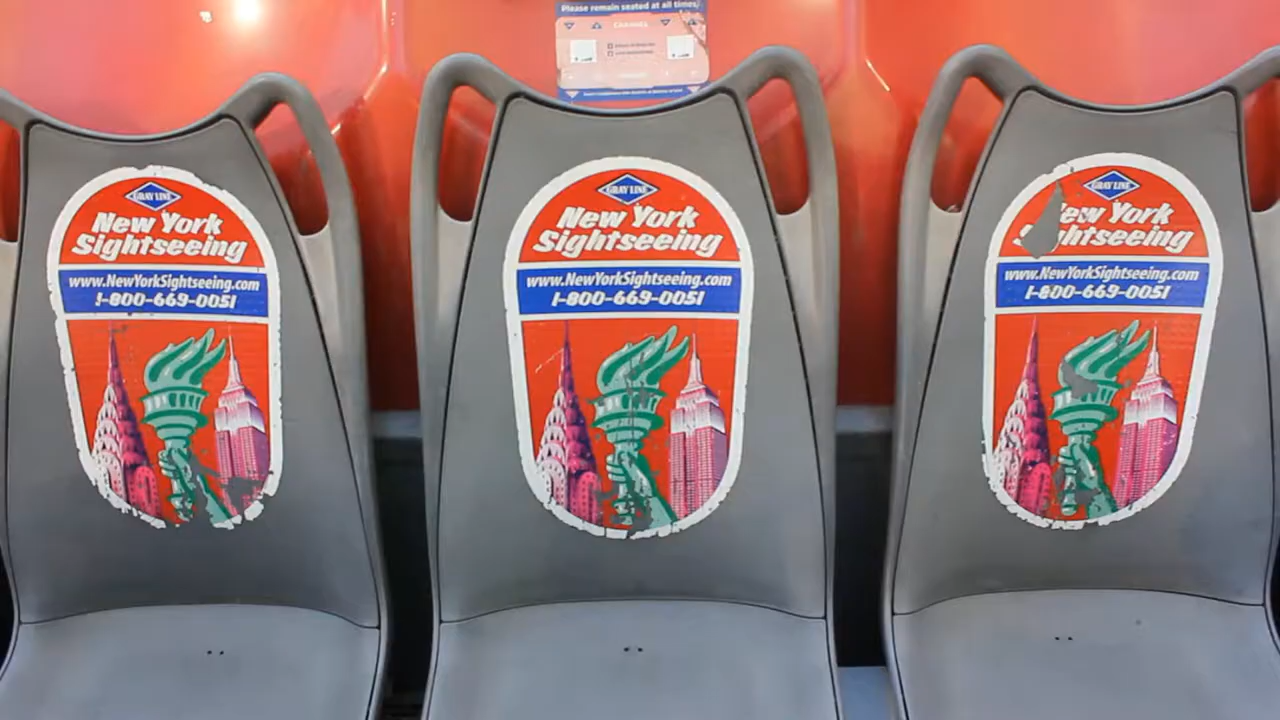 Please remain seated at all times
CHANNEL
GRAY LINE
New York
Sightseeing
www.NewYorkSightseeing.com
1-800-669-0051
GRAY LINE
New York
Sightseeing
www.NewYorkSightseeing.com
1-800-669-0051
GRAY LINE
ew York
htseeing
www.NewYorkSightseeing.com
1-800-669-0051